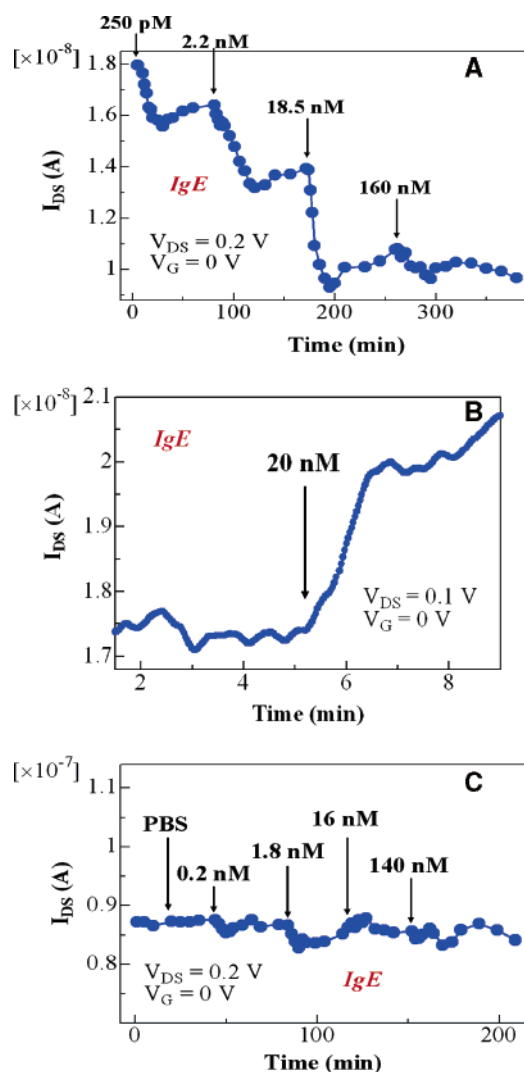 250 pM
[×10⁻⁸]
2.2 nM
A
1.8
1.6
1.4
1.2
1
18.5 nM
160 nM
IgE
I_DS (A)
V_DS = 0.2 V
V_G = 0 V
0 100 200 300
Time (min)
[×10⁻⁸]
2.1
2
1.9
1.8
1.7
B
IgE
20 nM
I_DS (A)
V_DS = 0.1 V
V_G = 0 V
2 4 6 8
Time (min)
[×10⁻⁷]
1.1
1
0.9
0.8
C
PBS
0.2 nM
1.8 nM
16 nM
140 nM
I_DS (A)
V_DS = 0.2 V
V_G = 0 V
IgE
0 100 200
Time (min)